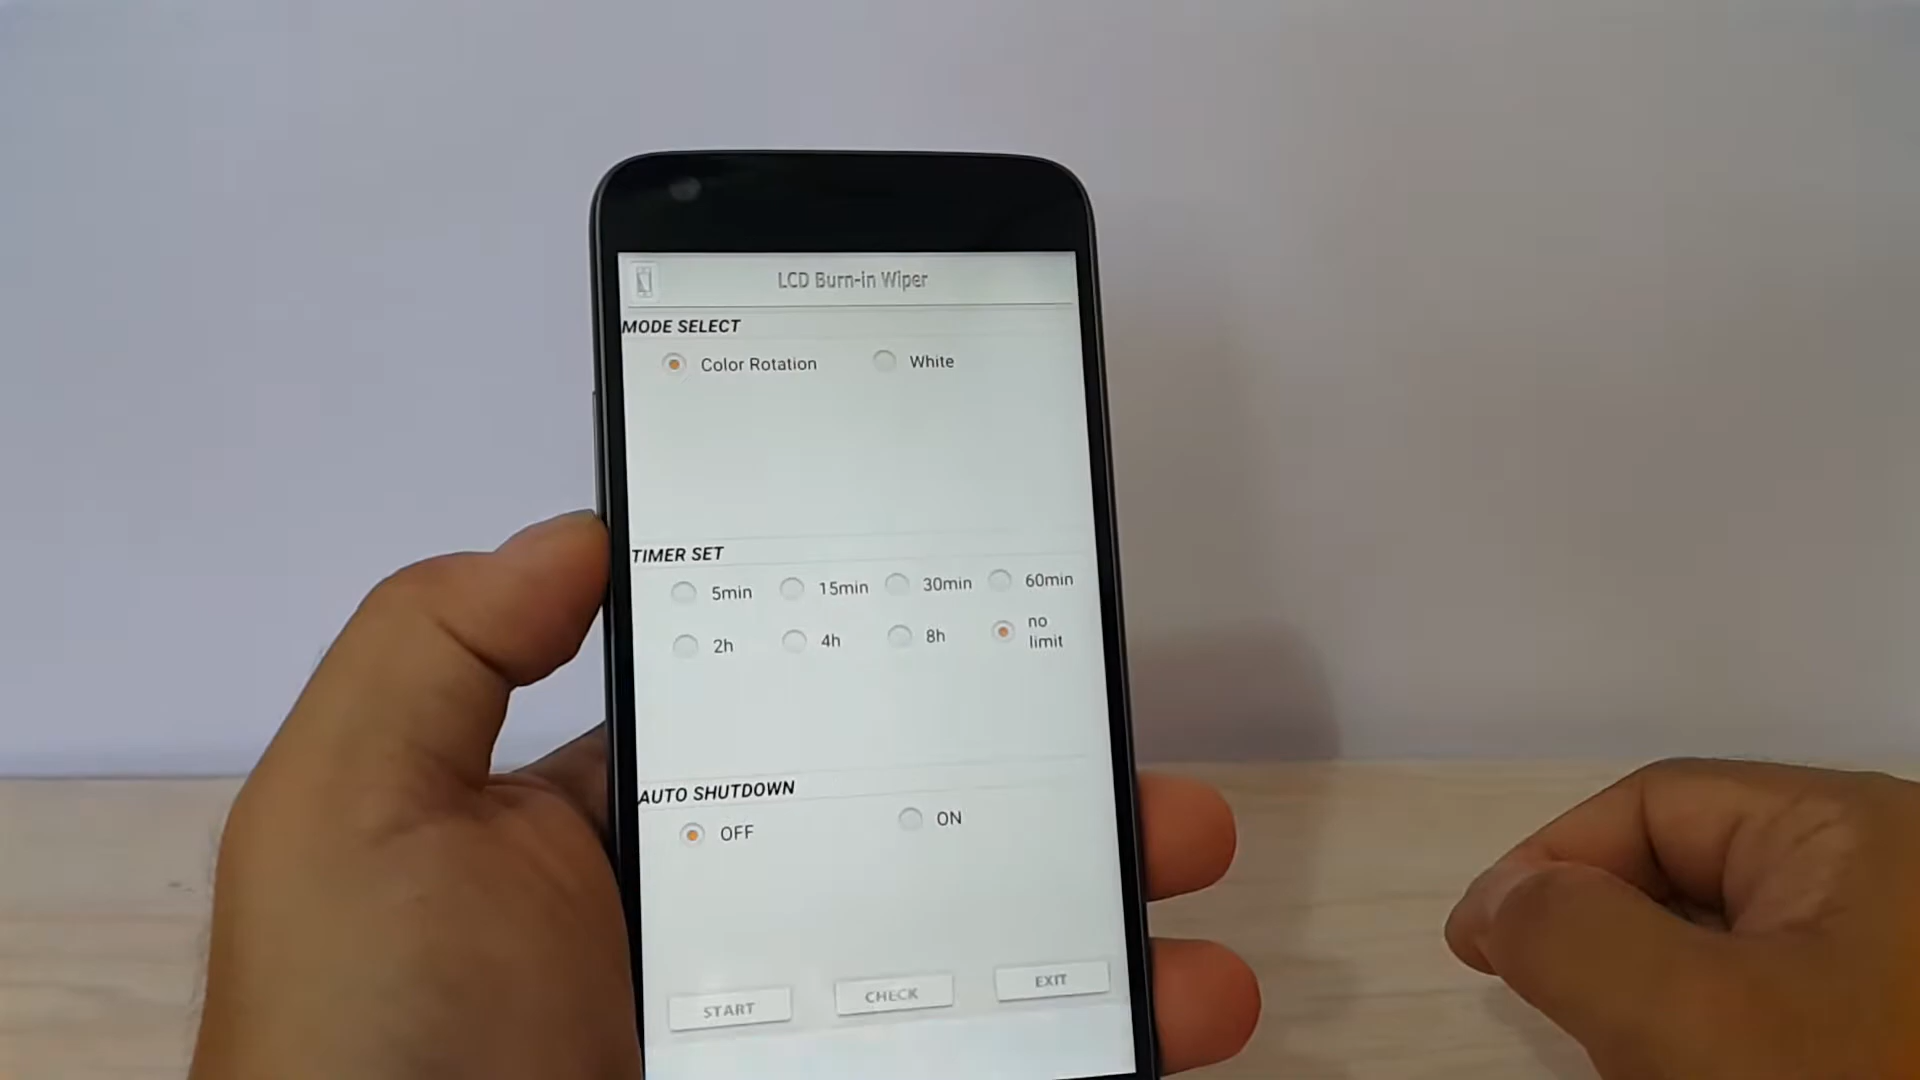 LCD Burn-in Wiper
MODE SELECT
Color Rotation White
TIMER SET
5min 15min 30min 60min
2h 4h 8h no limit
AUTO SHUTDOWN
OFF ON
START CHECK EXIT